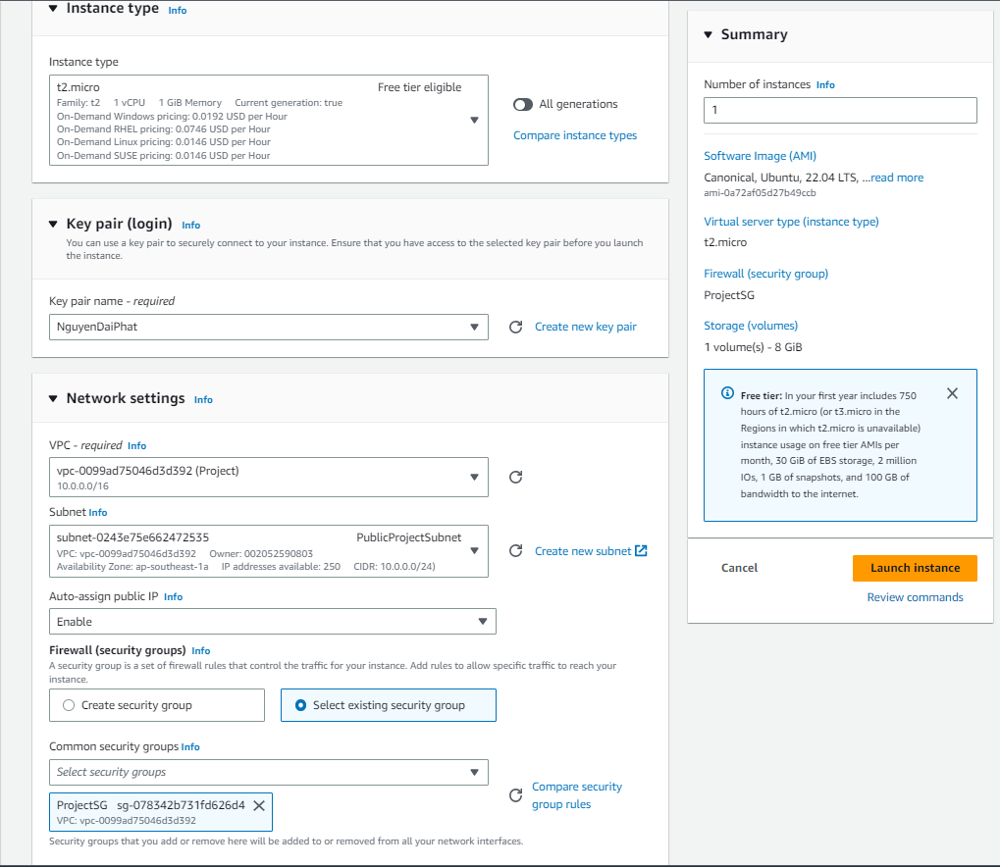 Instance type Info
Instance type
t2.micro Free tier eligible
Family: t2 1 vCPU 1 GiB Memory Current generation: true
On-Demand Windows pricing: 0.0192 USD per Hour
On-Demand RHEL pricing: 0.0746 USD per Hour
On-Demand Linux pricing: 0.0146 USD per Hour
On-Demand SUSE pricing: 0.0146 USD per Hour
All generations
Compare instance types
Key pair (login) Info
You can use a key pair to securely connect to your instance. Ensure that you have access to the selected key pair before you launch
the instance.
Key pair name - required
NguyenDaiPhat
Create new key pair
Network settings Info
VPC - required Info
vpc-0099ad75046d3d392 (Project)
10.0.0.0/16
Subnet Info
subnet-0243e75e662472535 PublicProjectSubnet
VPC: vpc-0099ad75046d3d392 Owner: 002052590803
Availability Zone: ap-southeast-1a IP addresses available: 250 CIDR: 10.0.0.0/24)
Create new subnet
Auto-assign public IP Info
Enable
Firewall (security groups) Info
A security group is a set of firewall rules that control the traffic for your instance. Add rules to allow specific traffic to reach your
instance.
Create security group
Select existing security group
Common security groups Info
Select security groups
ProjectSG sg-078342b731fd626d4
VPC: vpc-0099ad75046d3d392
Compare security
group rules
Security groups that you add or remove here will be added to or removed from all your network interfaces.
Summary
Number of instances Info
1
Software Image (AMI)
Canonical, Ubuntu, 22.04 LTS, ...read more
ami-0a72af05d27b49ccb
Virtual server type (instance type)
t2.micro
Firewall (security group)
ProjectSG
Storage (volumes)
1 volume(s) - 8 GiB
Free tier: In your first year includes 750
hours of t2.micro (or t3.micro in the
Regions in which t2.micro is unavailable)
instance usage on free tier AMIs per
month, 30 GiB of EBS storage, 2 million
IOs, 1 GB of snapshots, and 100 GB of
bandwidth to the internet.
Cancel
Launch instance
Review commands